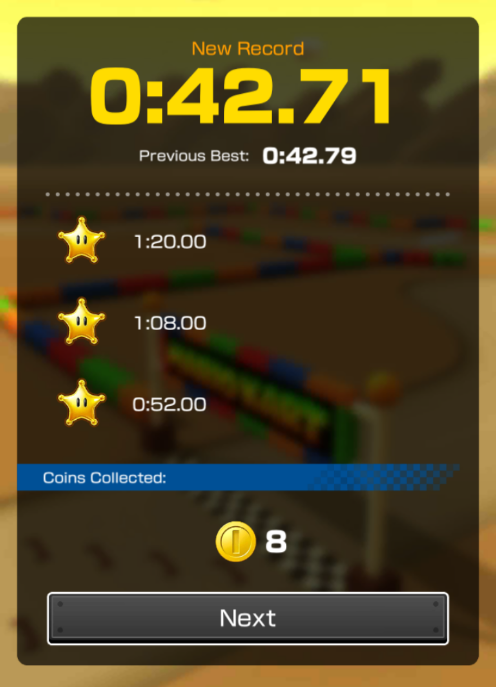 New Record
0:42.71
Previous Best: 0:42.79
1:20.00
1:08.00
0:52.00
Coins Collected:
8
Next